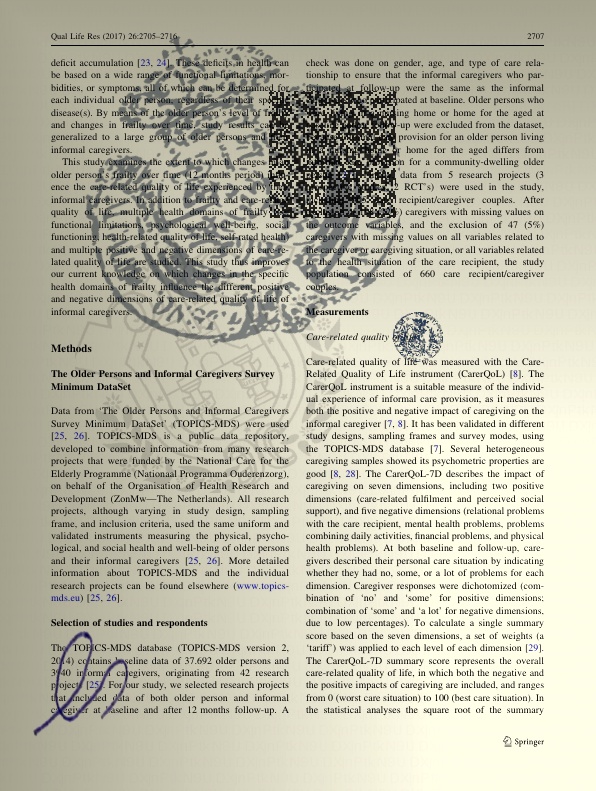 Qual Life Res (2017) 26:2705–2716
2707
deficit accumulation [23, 24]. These deficits in health can
be based on a wide range of functional limitations, mor-
bidities, or symptoms, all of which can be determined for
each individual older person, regardless of their
disease(s). By means of the older person's level of
and changes in frailty over time, study results
generalized to a large group of older persons and
informal caregivers.
This study examines the extent to which changes
older person's frailty over time (12 months period)
ence the care-related quality of life experienced by
informal caregivers. In addition to frailty and care-
quality of life, multiple health domains of frailty
functional limitations, psychological well-being, social
functioning, health-related quality of life, self-rated health)
and multiple positive and negative dimensions of care-re-
lated quality of life are studied. This study thus improves
our current knowledge on which changes in the specific
health domains of frailty influence the different positive
and negative dimensions of care-related quality of life of
informal caregivers.
Methods
The Older Persons and Informal Caregivers Survey
Minimum DataSet
Data from 'The Older Persons and Informal Caregivers
Survey Minimum DataSet' (TOPICS-MDS) were used
[25, 26]. TOPICS-MDS is a public data repository,
developed to combine information from many research
projects that were funded by the National Care for the
Elderly Programme (Nationaal Programma Ouderenzorg),
on behalf of the Organisation of Health Research and
Development (ZonMw—The Netherlands). All research
projects, although varying in study design, sampling
frame, and inclusion criteria, used the same uniform and
validated instruments measuring the physical, psycho-
logical, and social health and well-being of older persons
and their informal caregivers [25, 26]. More detailed
information about TOPICS-MDS and the individual
research projects can be found elsewhere (www.topics-
mds.eu) [25, 26].
Selection of studies and respondents
The TOPICS-MDS database (TOPICS-MDS version 2,
2014) contains baseline data of 37.692 older persons and
3940 informal caregivers, originating from 42 research
projects [25]. For our study, we selected research projects
that included data of both older person and informal
caregiver at baseline and after 12 months follow-up. A
check was done on gender, age, and type of care rela-
tionship to ensure that the informal caregivers who par-
ticipated at follow-up were the same as the informal
pated at baseline. Older persons who
ing home or home for the aged at
-up were excluded from the dataset,
provision for an older person living
or home for the aged differs from
n for a community-dwelling older
data from 5 research projects (3
2 RCT's) were used in the study,
recipient/caregiver couples. After
) caregivers with missing values on
the outcome variables, and the exclusion of 47 (5%)
caregivers with missing values on all variables related to
the caregiver or caregiving situation, or all variables related
to the health situation of the care recipient, the study
population consisted of 660 care recipient/caregiver
couples.
Measurements
Care-related quality of life
Care-related quality of life was measured with the Care-
Related Quality of Life instrument (CarerQoL) [8]. The
CarerQoL instrument is a suitable measure of the individ-
ual experience of informal care provision, as it measures
both the positive and negative impact of caregiving on the
informal caregiver [7, 8]. It has been validated in different
study designs, sampling frames and survey modes, using
the TOPICS-MDS database [7]. Several heterogeneous
caregiving samples showed its psychometric properties are
good [8, 28]. The CarerQoL-7D describes the impact of
caregiving on seven dimensions, including two positive
dimensions (care-related fulfilment and perceived social
support), and five negative dimensions (relational problems
with the care recipient, mental health problems, problems
combining daily activities, financial problems, and physical
health problems). At both baseline and follow-up, care-
givers described their personal care situation by indicating
whether they had no, some, or a lot of problems for each
dimension. Caregiver responses were dichotomized (com-
bination of 'no' and 'some' for positive dimensions;
combination of 'some' and 'a lot' for negative dimensions,
due to low percentages). To calculate a single summary
score based on the seven dimensions, a set of weights (a
'tariff') was applied to each level of each dimension [29].
The CarerQoL-7D summary score represents the overall
care-related quality of life, in which both the negative and
the positive impacts of caregiving are included, and ranges
from 0 (worst care situation) to 100 (best care situation). In
the statistical analyses the square root of the summary
Springer